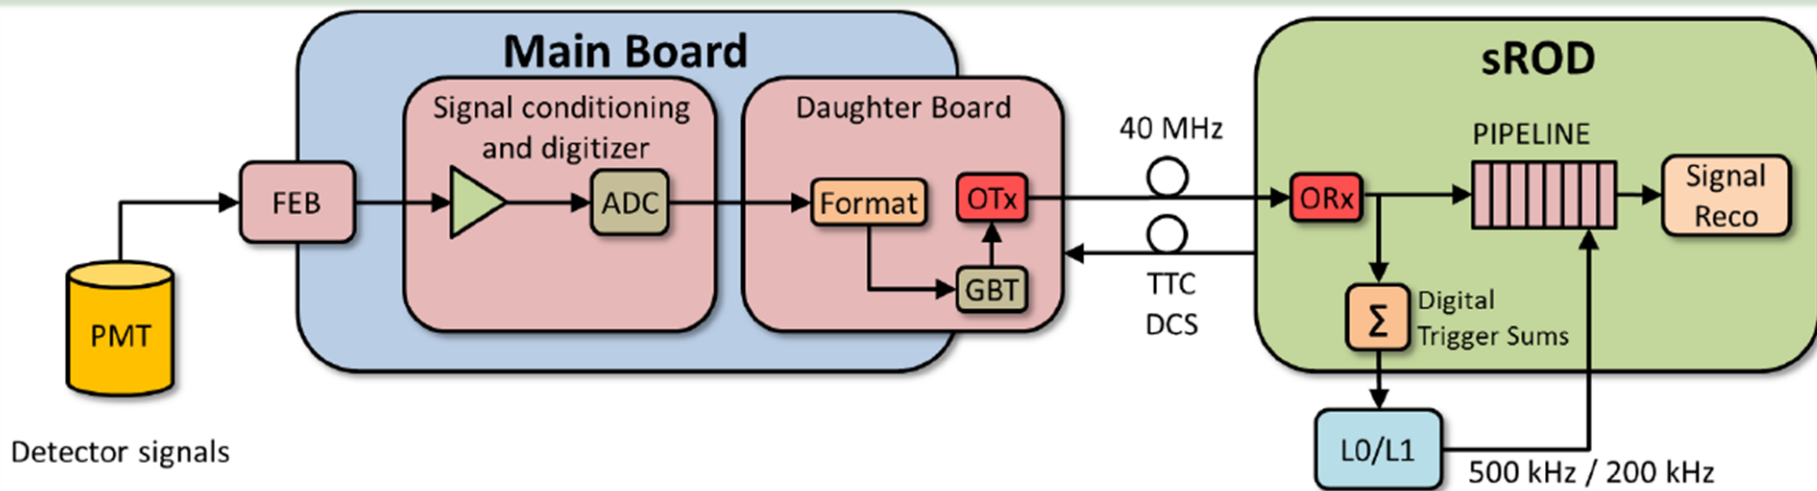 Main Board
sROD
Signal conditioning
and digitizer
Daughter Board
40 MHz
PIPELINE
FEB
ADC
Format
OTx
ORx
Signal
Reco
GBT
TTC
DCS
Σ
Digital
Trigger Sums
PMT
L0/L1
Detector signals
500 kHz / 200 kHz